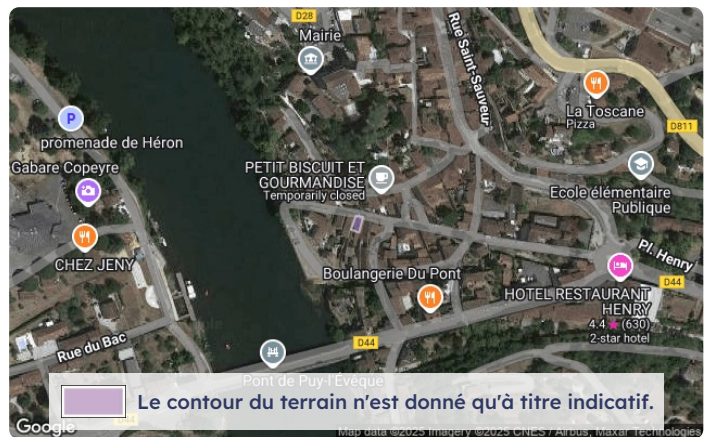 D28
Mairie
Rue Saint-Sauveur
La Toscane
Pizza
D811
P
promenade de Héron
Gabare Copeyre
PETIT BISCUIT ET
GOURMANDISE
Temporarily closed
Ecole élémentaire
Publique
CHEZ JENY
Pl. Henry
Boulangerie Du Pont
D44
HOTEL RESTAURANT
HENRY
4.4 ★ (630)
2-star hotel
Rue du Bac
D44
Pont de Puy-l'Évêque
Le contour du terrain n'est donné qu'à titre indicatif.
Google
Map data ©2025 Imagery ©2025 CNES / Airbus, Maxar Technologies